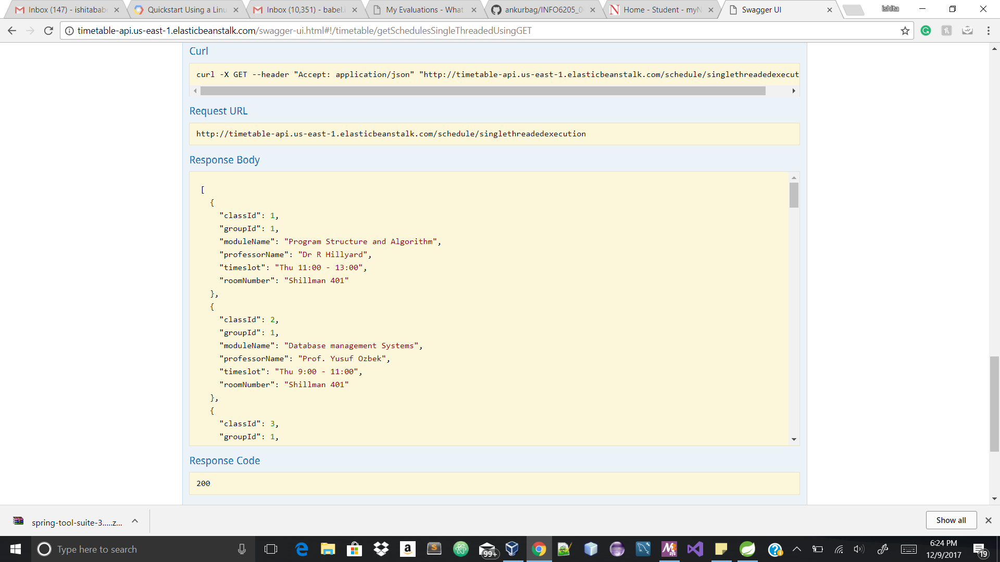 Inbox (147) - ishitabab
Quickstart Using a Linu
Inbox (10,351) - babel.i
My Evaluations - What
ankurbag/INFO6205_0
Home - Student - myN
Swagger UI
ishita
timetable-api.us-east-1.elasticbeanstalk.com/swagger-ui.html#!/timetable/getSchedulesSingleThreadedUsingGET
Curl
curl -X GET --header "Accept: application/json" "http://timetable-api.us-east-1.elasticbeanstalk.com/schedule/singlethreadedexecut
Request URL
http://timetable-api.us-east-1.elasticbeanstalk.com/schedule/singlethreadedexecution
Response Body
[
{
"classId": 1,
"groupId": 1,
"moduleName": "Program Structure and Algorithm",
"professorName": "Dr R Hillyard",
"timeslot": "Thu 11:00 - 13:00",
"roomNumber": "Shillman 401"
},
{
"classId": 2,
"groupId": 1,
"moduleName": "Database management Systems",
"professorName": "Prof. Yusuf Ozbek",
"timeslot": "Thu 9:00 - 11:00",
"roomNumber": "Shillman 401"
},
{
"classId": 3,
"groupId": 1,
Response Code
200
spring-tool-suite-3.....z...
Show all
Type here to search
99+
6:24 PM
12/9/2017
19